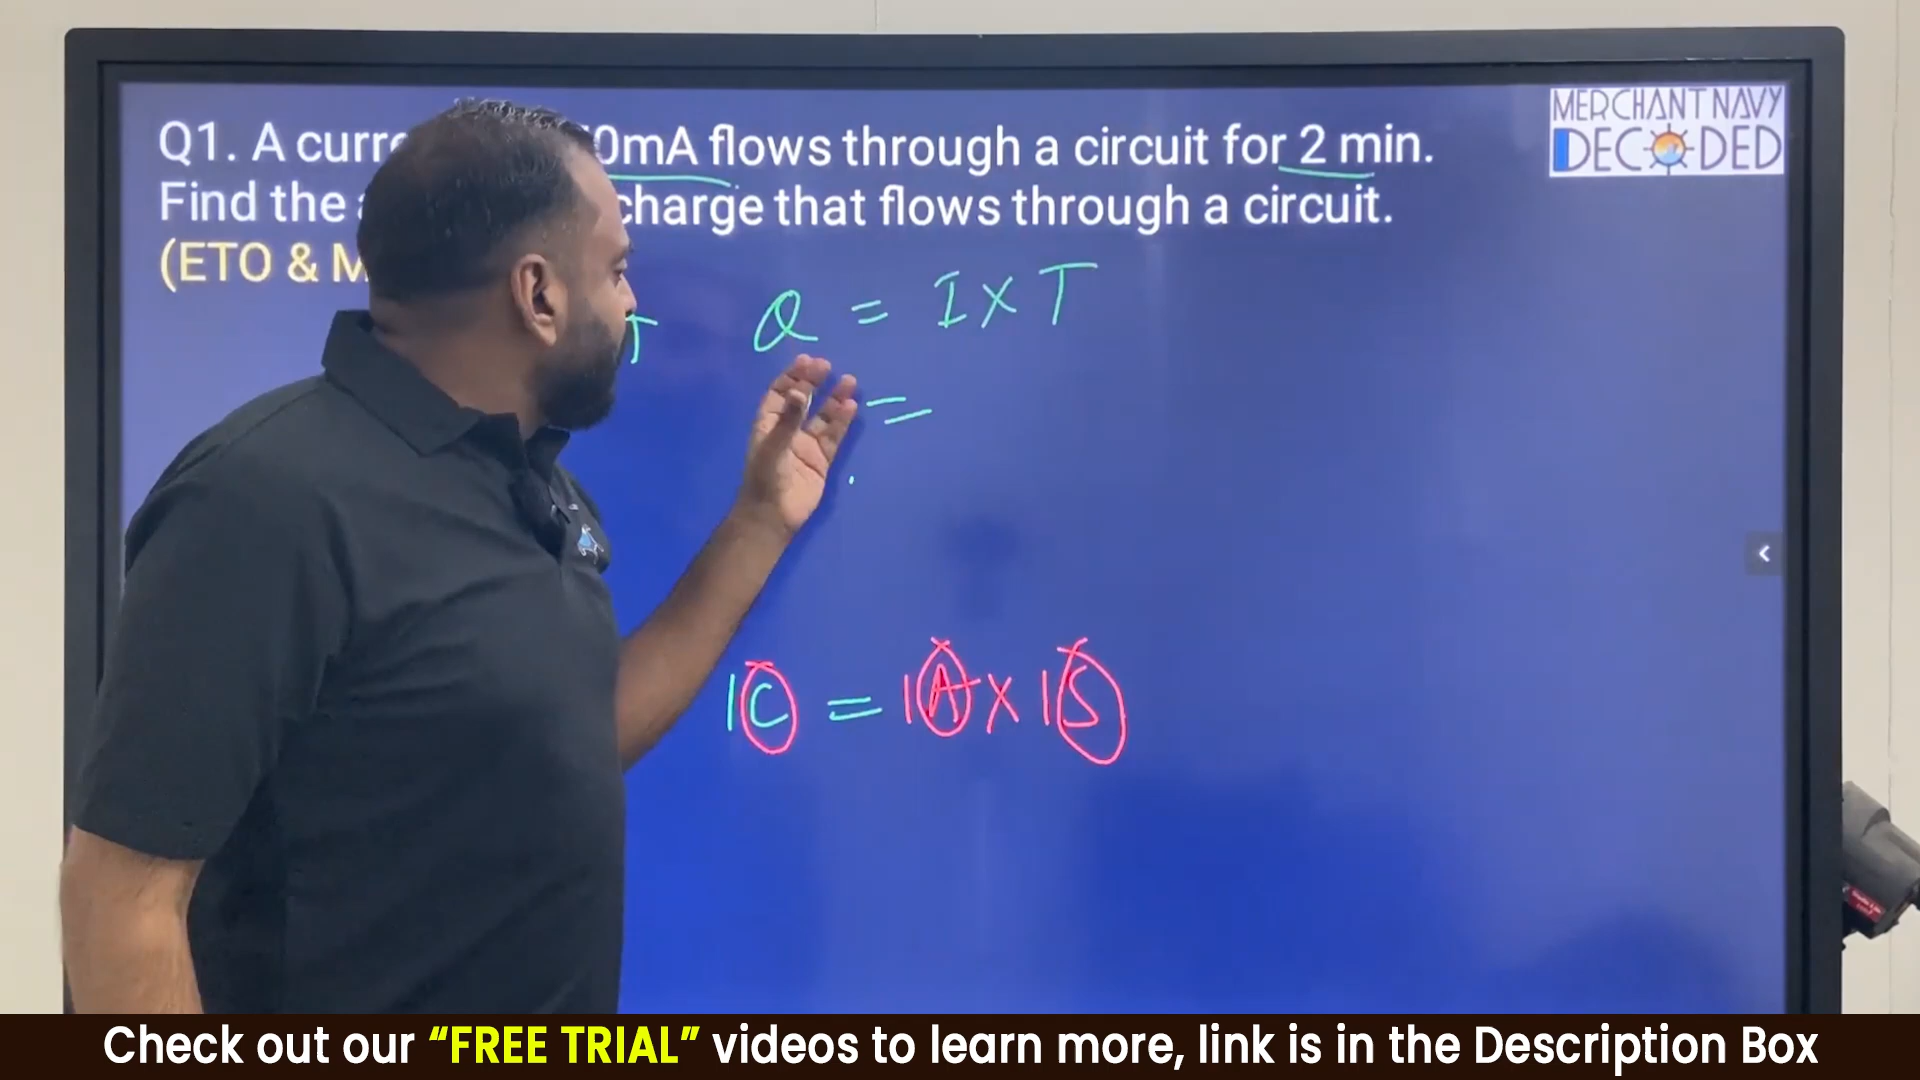 Q1. A curre 0mA flows through a circuit for 2 min.
Find the charge that flows through a circuit.
(ETO & M
MERCHANT NAVY
DECODED
T
Q = I X T
=
1C = 1A X 1S
Check out our “FREE TRIAL” videos to learn more, link is in the Description Box